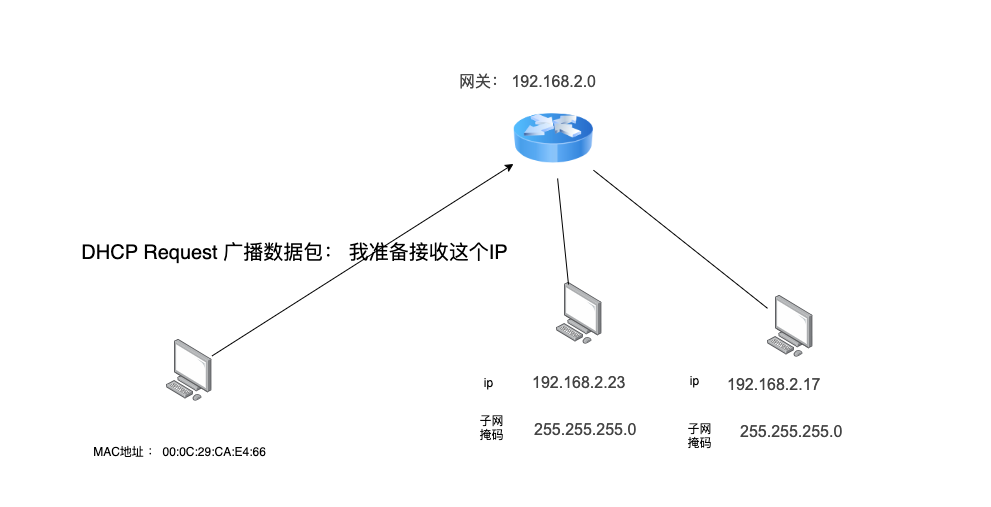 网关： 192.168.2.0
DHCP Request 广播数据包： 我准备接收这个IP
ip 192.168.2.23
子网
掩码
255.255.255.0
ip 192.168.2.17
子网
掩码
255.255.255.0
MAC地址： 00:0C:29:CA:E4:66